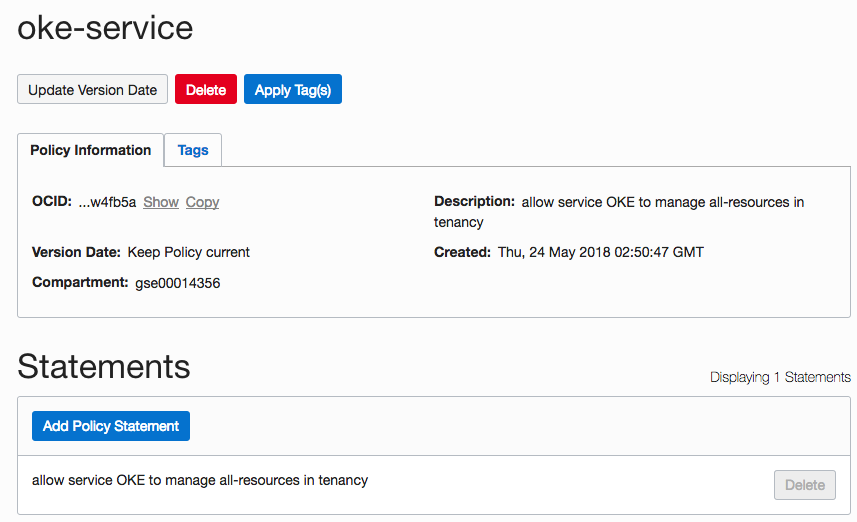 oke-service
Update Version Date Delete Apply Tag(s)
Policy Information Tags
OCID: ...w4fb5a Show Copy
Description: allow service OKE to manage all-resources in
tenancy
Version Date: Keep Policy current
Created: Thu, 24 May 2018 02:50:47 GMT
Compartment: gse00014356
Statements
Displaying 1 Statements
Add Policy Statement
allow service OKE to manage all-resources in tenancy
Delete